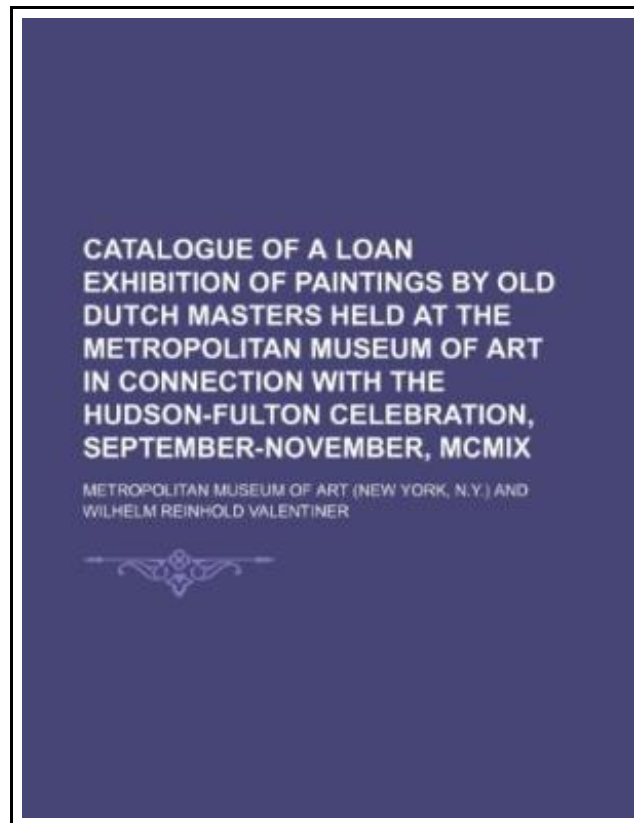 CATALOGUE OF A LOAN
EXHIBITION OF PAINTINGS BY OLD
DUTCH MASTERS HELD AT THE
METROPOLITAN MUSEUM OF ART
IN CONNECTION WITH THE
HUDSON-FULTON CELEBRATION,
SEPTEMBER-NOVEMBER, MCMIX
METROPOLITAN MUSEUM OF ART (NEW YORK, N.Y.) AND
WILHELM REINHOLD VALENTINER